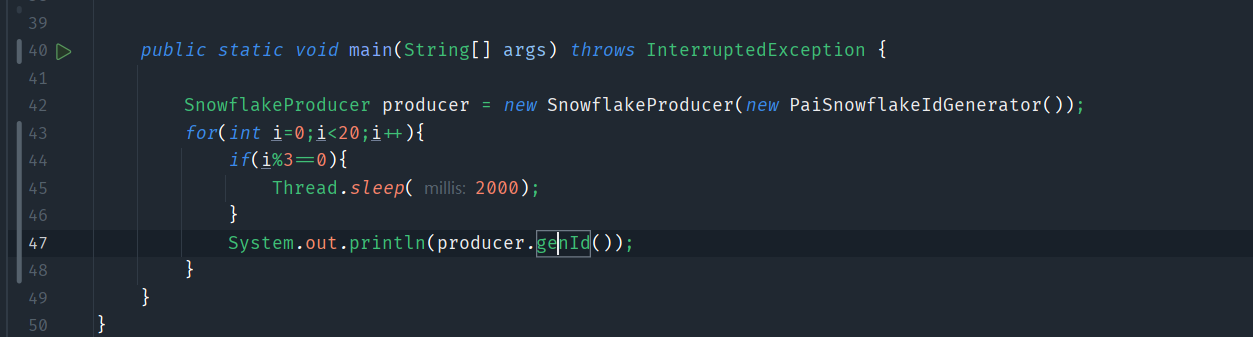 39
40 public static void main(String[] args) throws InterruptedException {
41
42 SnowflakeProducer producer = new SnowflakeProducer(new PaiSnowflakeIdGenerator());
43 for(int i=0;i<20;i++){
44 if(i%3==0){
45 Thread.sleep( millis: 2000);
46 }
47 System.out.println(producer.genId());
48 }
49 }
50 }